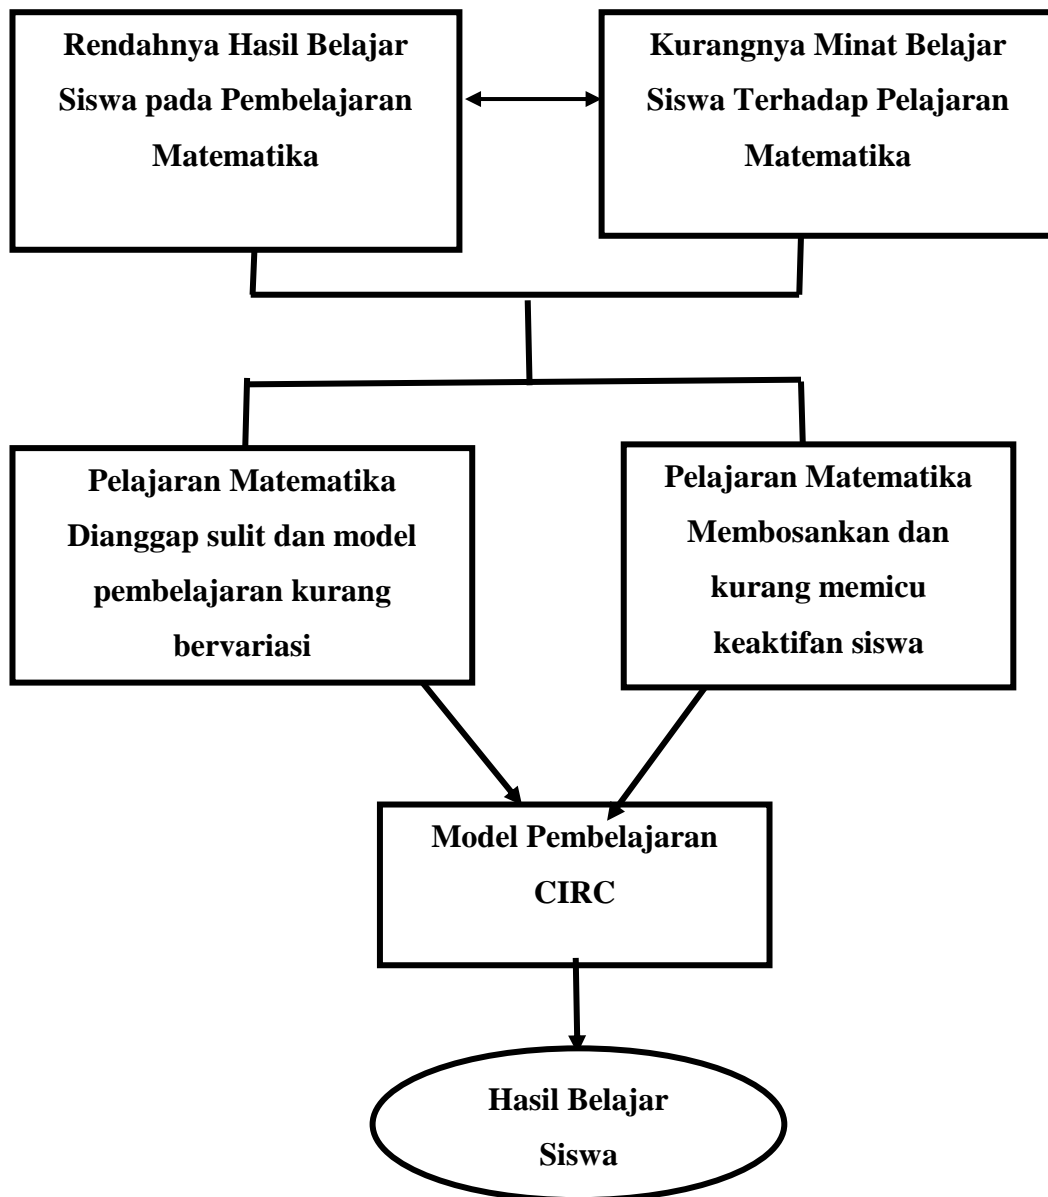 Rendahnya Hasil Belajar
Siswa pada Pembelajaran
Matematika
Kurangnya Minat Belajar
Siswa Terhadap Pelajaran
Matematika
Pelajaran Matematika
Dianggap sulit dan model
pembelajaran kurang
bervariasi
Pelajaran Matematika
Membosankan dan
kurang memicu
keaktifan siswa
Model Pembelajaran
CIRC
Hasil Belajar
Siswa